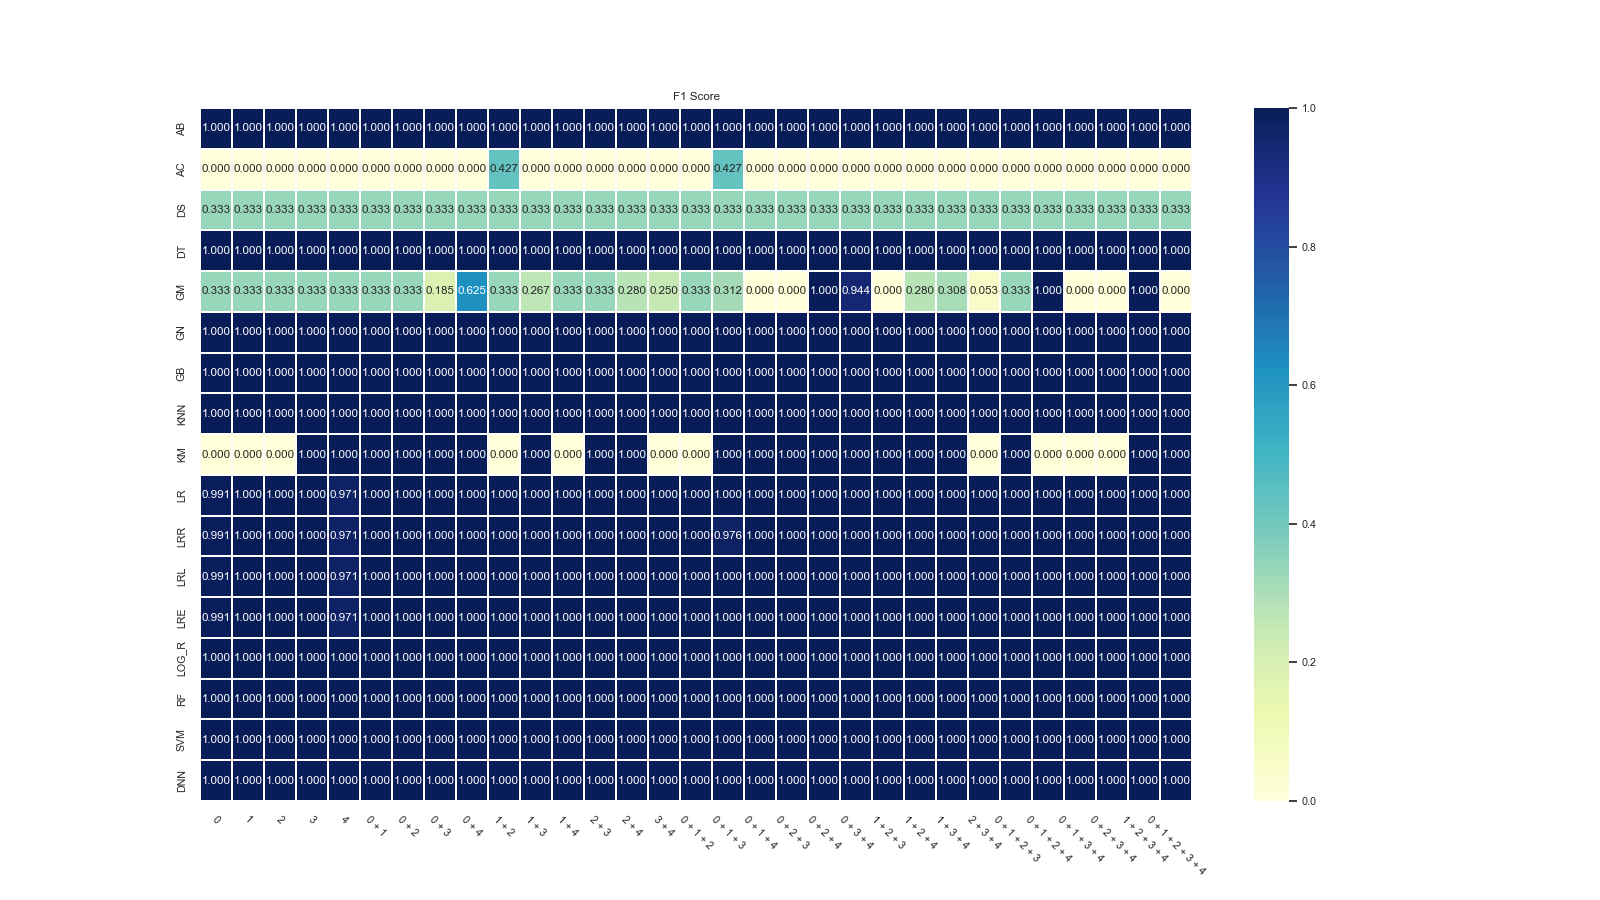 F1 Score
AB 1.000 1.000 1.000 1.000 1.000 1.000 1.000 1.000 1.000 1.000 1.000 1.000 1.000 1.000 1.000 1.000 1.000 1.000 1.000 1.000 1.000 1.000 1.000 1.000 1.000 1.000 1.000 1.000 1.000 1.000 1.000
AC 0.000 0.000 0.000 0.000 0.000 0.000 0.000 0.000 0.000 0.427 0.000 0.000 0.000 0.000 0.000 0.000 0.427 0.000 0.000 0.000 0.000 0.000 0.000 0.000 0.000 0.000 0.000 0.000 0.000 0.000 0.000
DS 0.333 0.333 0.333 0.333 0.333 0.333 0.333 0.333 0.333 0.333 0.333 0.333 0.333 0.333 0.333 0.333 0.333 0.333 0.333 0.333 0.333 0.333 0.333 0.333 0.333 0.333 0.333 0.333 0.333 0.333 0.333
DT 1.000 1.000 1.000 1.000 1.000 1.000 1.000 1.000 1.000 1.000 1.000 1.000 1.000 1.000 1.000 1.000 1.000 1.000 1.000 1.000 1.000 1.000 1.000 1.000 1.000 1.000 1.000 1.000 1.000 1.000 1.000
GM 0.333 0.333 0.333 0.333 0.333 0.333 0.333 0.185 0.625 0.333 0.267 0.333 0.333 0.280 0.250 0.333 0.312 0.000 0.000 1.000 0.944 0.000 0.280 0.308 0.053 0.333 1.000 0.000 0.000 1.000 0.000
GN 1.000 1.000 1.000 1.000 1.000 1.000 1.000 1.000 1.000 1.000 1.000 1.000 1.000 1.000 1.000 1.000 1.000 1.000 1.000 1.000 1.000 1.000 1.000 1.000 1.000 1.000 1.000 1.000 1.000 1.000 1.000
GB 1.000 1.000 1.000 1.000 1.000 1.000 1.000 1.000 1.000 1.000 1.000 1.000 1.000 1.000 1.000 1.000 1.000 1.000 1.000 1.000 1.000 1.000 1.000 1.000 1.000 1.000 1.000 1.000 1.000 1.000 1.000
KNN 1.000 1.000 1.000 1.000 1.000 1.000 1.000 1.000 1.000 1.000 1.000 1.000 1.000 1.000 1.000 1.000 1.000 1.000 1.000 1.000 1.000 1.000 1.000 1.000 1.000 1.000 1.000 1.000 1.000 1.000 1.000
KM 0.000 0.000 0.000 1.000 1.000 1.000 1.000 1.000 1.000 0.000 1.000 0.000 1.000 1.000 0.000 0.000 1.000 1.000 1.000 1.000 1.000 1.000 1.000 1.000 0.000 1.000 0.000 0.000 0.000 1.000 1.000
LR 0.991 1.000 1.000 1.000 0.971 1.000 1.000 1.000 1.000 1.000 1.000 1.000 1.000 1.000 1.000 1.000 1.000 1.000 1.000 1.000 1.000 1.000 1.000 1.000 1.000 1.000 1.000 1.000 1.000 1.000 1.000
LRR 0.991 1.000 1.000 1.000 0.971 1.000 1.000 1.000 1.000 1.000 1.000 1.000 1.000 1.000 1.000 1.000 0.976 1.000 1.000 1.000 1.000 1.000 1.000 1.000 1.000 1.000 1.000 1.000 1.000 1.000 1.000
LRL 0.991 1.000 1.000 1.000 0.971 1.000 1.000 1.000 1.000 1.000 1.000 1.000 1.000 1.000 1.000 1.000 1.000 1.000 1.000 1.000 1.000 1.000 1.000 1.000 1.000 1.000 1.000 1.000 1.000 1.000 1.000
LRE 0.991 1.000 1.000 1.000 0.971 1.000 1.000 1.000 1.000 1.000 1.000 1.000 1.000 1.000 1.000 1.000 1.000 1.000 1.000 1.000 1.000 1.000 1.000 1.000 1.000 1.000 1.000 1.000 1.000 1.000 1.000
LOG_R 1.000 1.000 1.000 1.000 1.000 1.000 1.000 1.000 1.000 1.000 1.000 1.000 1.000 1.000 1.000 1.000 1.000 1.000 1.000 1.000 1.000 1.000 1.000 1.000 1.000 1.000 1.000 1.000 1.000 1.000 1.000
RF 1.000 1.000 1.000 1.000 1.000 1.000 1.000 1.000 1.000 1.000 1.000 1.000 1.000 1.000 1.000 1.000 1.000 1.000 1.000 1.000 1.000 1.000 1.000 1.000 1.000 1.000 1.000 1.000 1.000 1.000 1.000
SVM 1.000 1.000 1.000 1.000 1.000 1.000 1.000 1.000 1.000 1.000 1.000 1.000 1.000 1.000 1.000 1.000 1.000 1.000 1.000 1.000 1.000 1.000 1.000 1.000 1.000 1.000 1.000 1.000 1.000 1.000 1.000
DNN 1.000 1.000 1.000 1.000 1.000 1.000 1.000 1.000 1.000 1.000 1.000 1.000 1.000 1.000 1.000 1.000 1.000 1.000 1.000 1.000 1.000 1.000 1.000 1.000 1.000 1.000 1.000 1.000 1.000 1.000 1.000
0
1
2
3
4
0 + 1
0 + 2
0 + 3
0 + 4
1 + 2
1 + 3
1 + 4
2 + 3
2 + 4
3 + 4
0 + 1 + 2
0 + 1 + 3
0 + 1 + 4
0 + 2 + 3
0 + 2 + 4
0 + 3 + 4
1 + 2 + 3
1 + 2 + 4
1 + 3 + 4
2 + 3 + 4
0 + 1 + 2 + 3
0 + 1 + 2 + 4
0 + 1 + 3 + 4
0 + 2 + 3 + 4
1 + 2 + 3 + 4
0 + 1 + 2 + 3 + 4
1.0
0.8
0.6
0.4
0.2
0.0